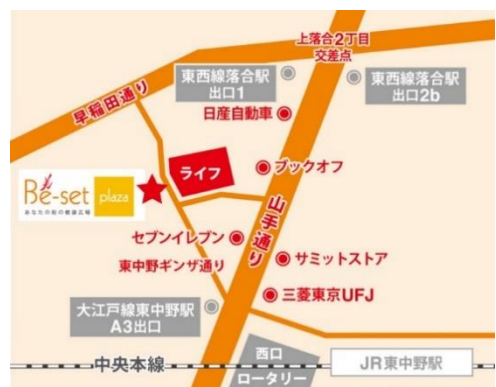 上落合2丁目
交差点
東西線落合駅
出口1
東西線落合駅
出口2b
早稲田通り
日産自動車
ライフ
ブックオフ
Be-set
plaza
あなたの街の健康広場
山手通り
セブンイレブン
サミットストア
東中野ギンザ通り
三菱東京UFJ
大江戸線東中野駅
A3出口
西口
ロータリー
中央本線
JR東中野駅